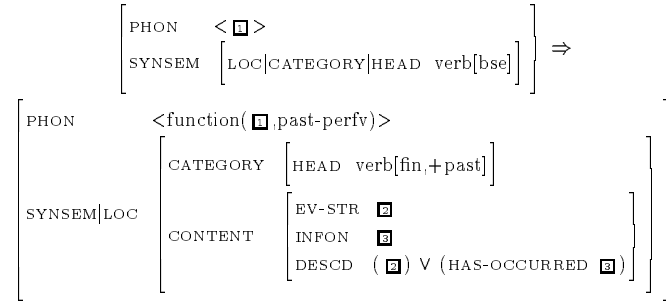 PHON < 1 >
SYNSEM [LOC|CATEGORY|HEAD verb[bse]] ⇒
PHON <function( 1 ,past-perfv)>
CATEGORY [HEAD verb[fin,+past]]
SYNSEM|LOC
EV-STR 2
CONTENT INFON 3
DESCD ( 2 ) ∨ (HAS-OCCURRED 3 )